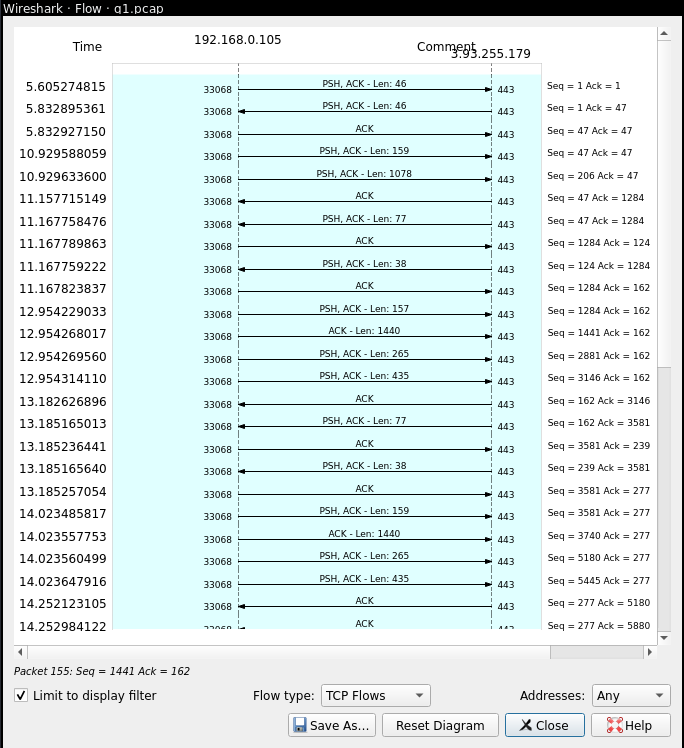 Wireshark · Flow · q1.pcap
192.168.0.105
Time Comment
3.93.255.179
5.605274815 33068 PSH, ACK - Len: 46 443 Seq = 1 Ack = 1
5.832895361 33068 PSH, ACK - Len: 46 443 Seq = 1 Ack = 47
5.832927150 33068 ACK 443 Seq = 47 Ack = 47
10.929588059 33068 PSH, ACK - Len: 159 443 Seq = 47 Ack = 47
10.929633600 33068 PSH, ACK - Len: 1078 443 Seq = 206 Ack = 47
11.157715149 33068 ACK 443 Seq = 47 Ack = 1284
11.167758476 33068 PSH, ACK - Len: 77 443 Seq = 47 Ack = 1284
11.167789863 33068 ACK 443 Seq = 1284 Ack = 124
11.167759222 33068 PSH, ACK - Len: 38 443 Seq = 124 Ack = 1284
11.167823837 33068 ACK 443 Seq = 1284 Ack = 162
12.954229033 33068 PSH, ACK - Len: 157 443 Seq = 1284 Ack = 162
12.954268017 33068 ACK - Len: 1440 443 Seq = 1441 Ack = 162
12.954269560 33068 PSH, ACK - Len: 265 443 Seq = 2881 Ack = 162
12.954314110 33068 PSH, ACK - Len: 435 443 Seq = 3146 Ack = 162
13.182626896 33068 ACK 443 Seq = 162 Ack = 3146
13.185165013 33068 PSH, ACK - Len: 77 443 Seq = 162 Ack = 3581
13.185236441 33068 ACK 443 Seq = 3581 Ack = 239
13.185165640 33068 PSH, ACK - Len: 38 443 Seq = 239 Ack = 3581
13.185257054 33068 ACK 443 Seq = 3581 Ack = 277
14.023485817 33068 PSH, ACK - Len: 159 443 Seq = 3581 Ack = 277
14.023557753 33068 ACK - Len: 1440 443 Seq = 3740 Ack = 277
14.023560499 33068 PSH, ACK - Len: 265 443 Seq = 5180 Ack = 277
14.023647916 33068 PSH, ACK - Len: 435 443 Seq = 5445 Ack = 277
14.252123105 33068 ACK 443 Seq = 277 Ack = 5180
14.252984122 33068 ACK 443 Seq = 277 Ack = 5880
Packet 155: Seq = 1441 Ack = 162
Limit to display filter Flow type: TCP Flows Addresses: Any
Save As... Reset Diagram Close Help